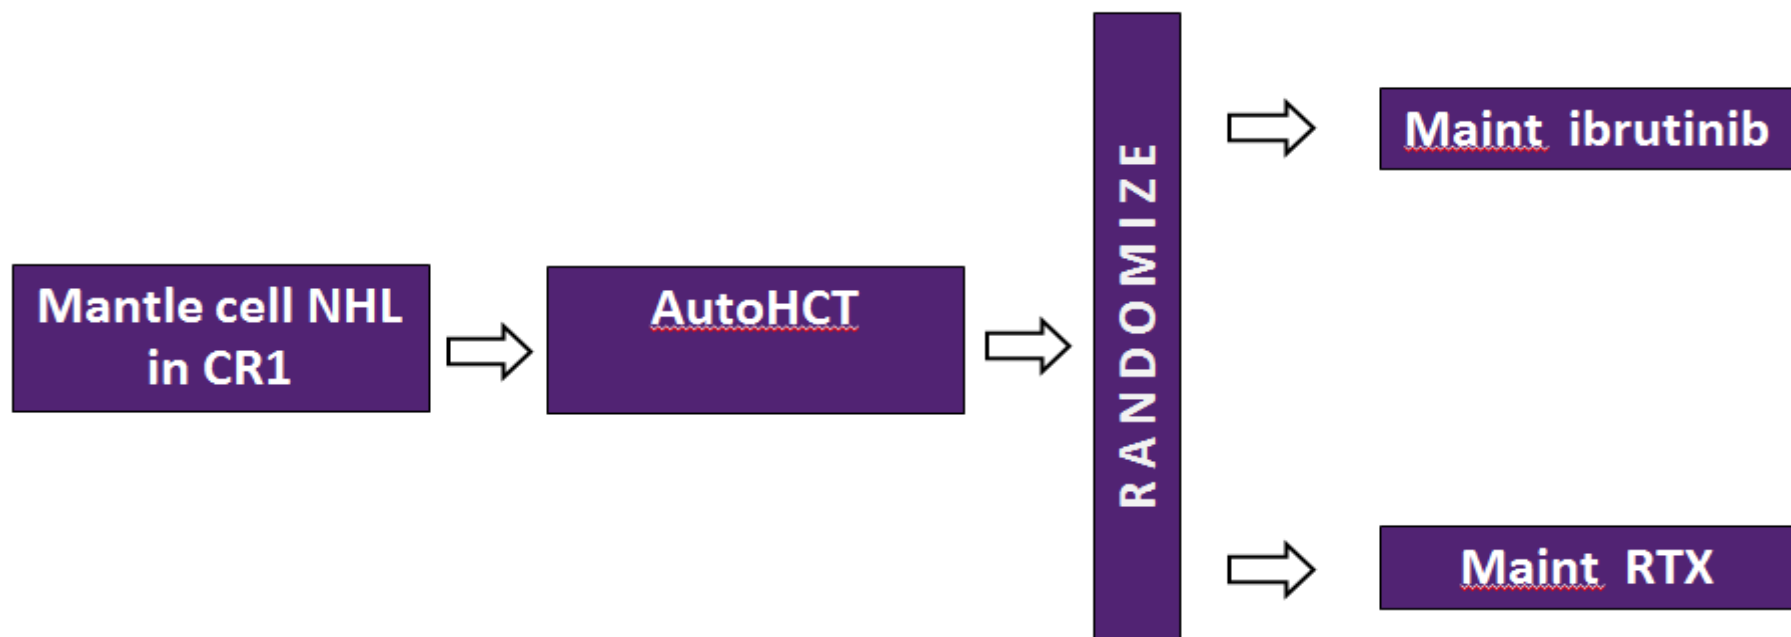 Mantle cell NHL
in CR1
AutoHCT
RANDOMIZE
Maint ibrutinib
Maint RTX